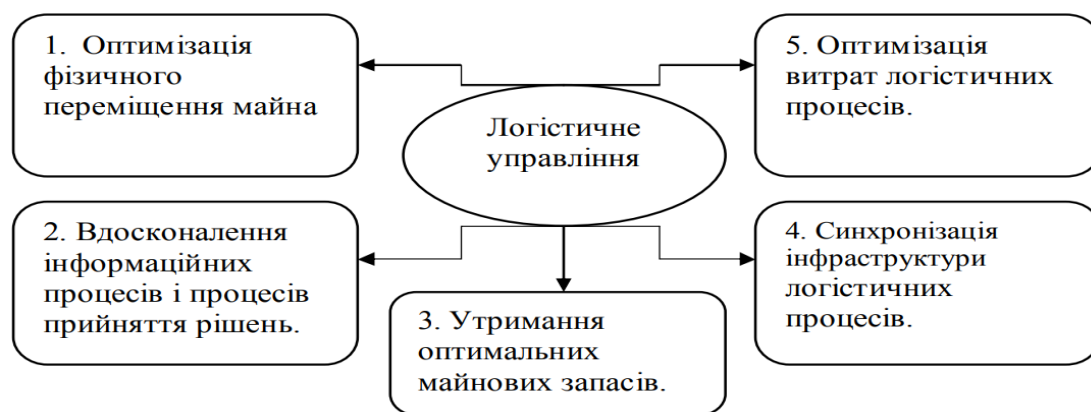 1. Оптимізація
фізичного
переміщення майна
5. Оптимізація
витрат логістичних
процесів.
Логістичне
управління
2. Вдосконалення
інформаційних
процесів і процесів
прийняття рішень.
3. Утримання
оптимальних
майнових запасів.
4. Синхронізація
інфраструктури
логістичних
процесів.